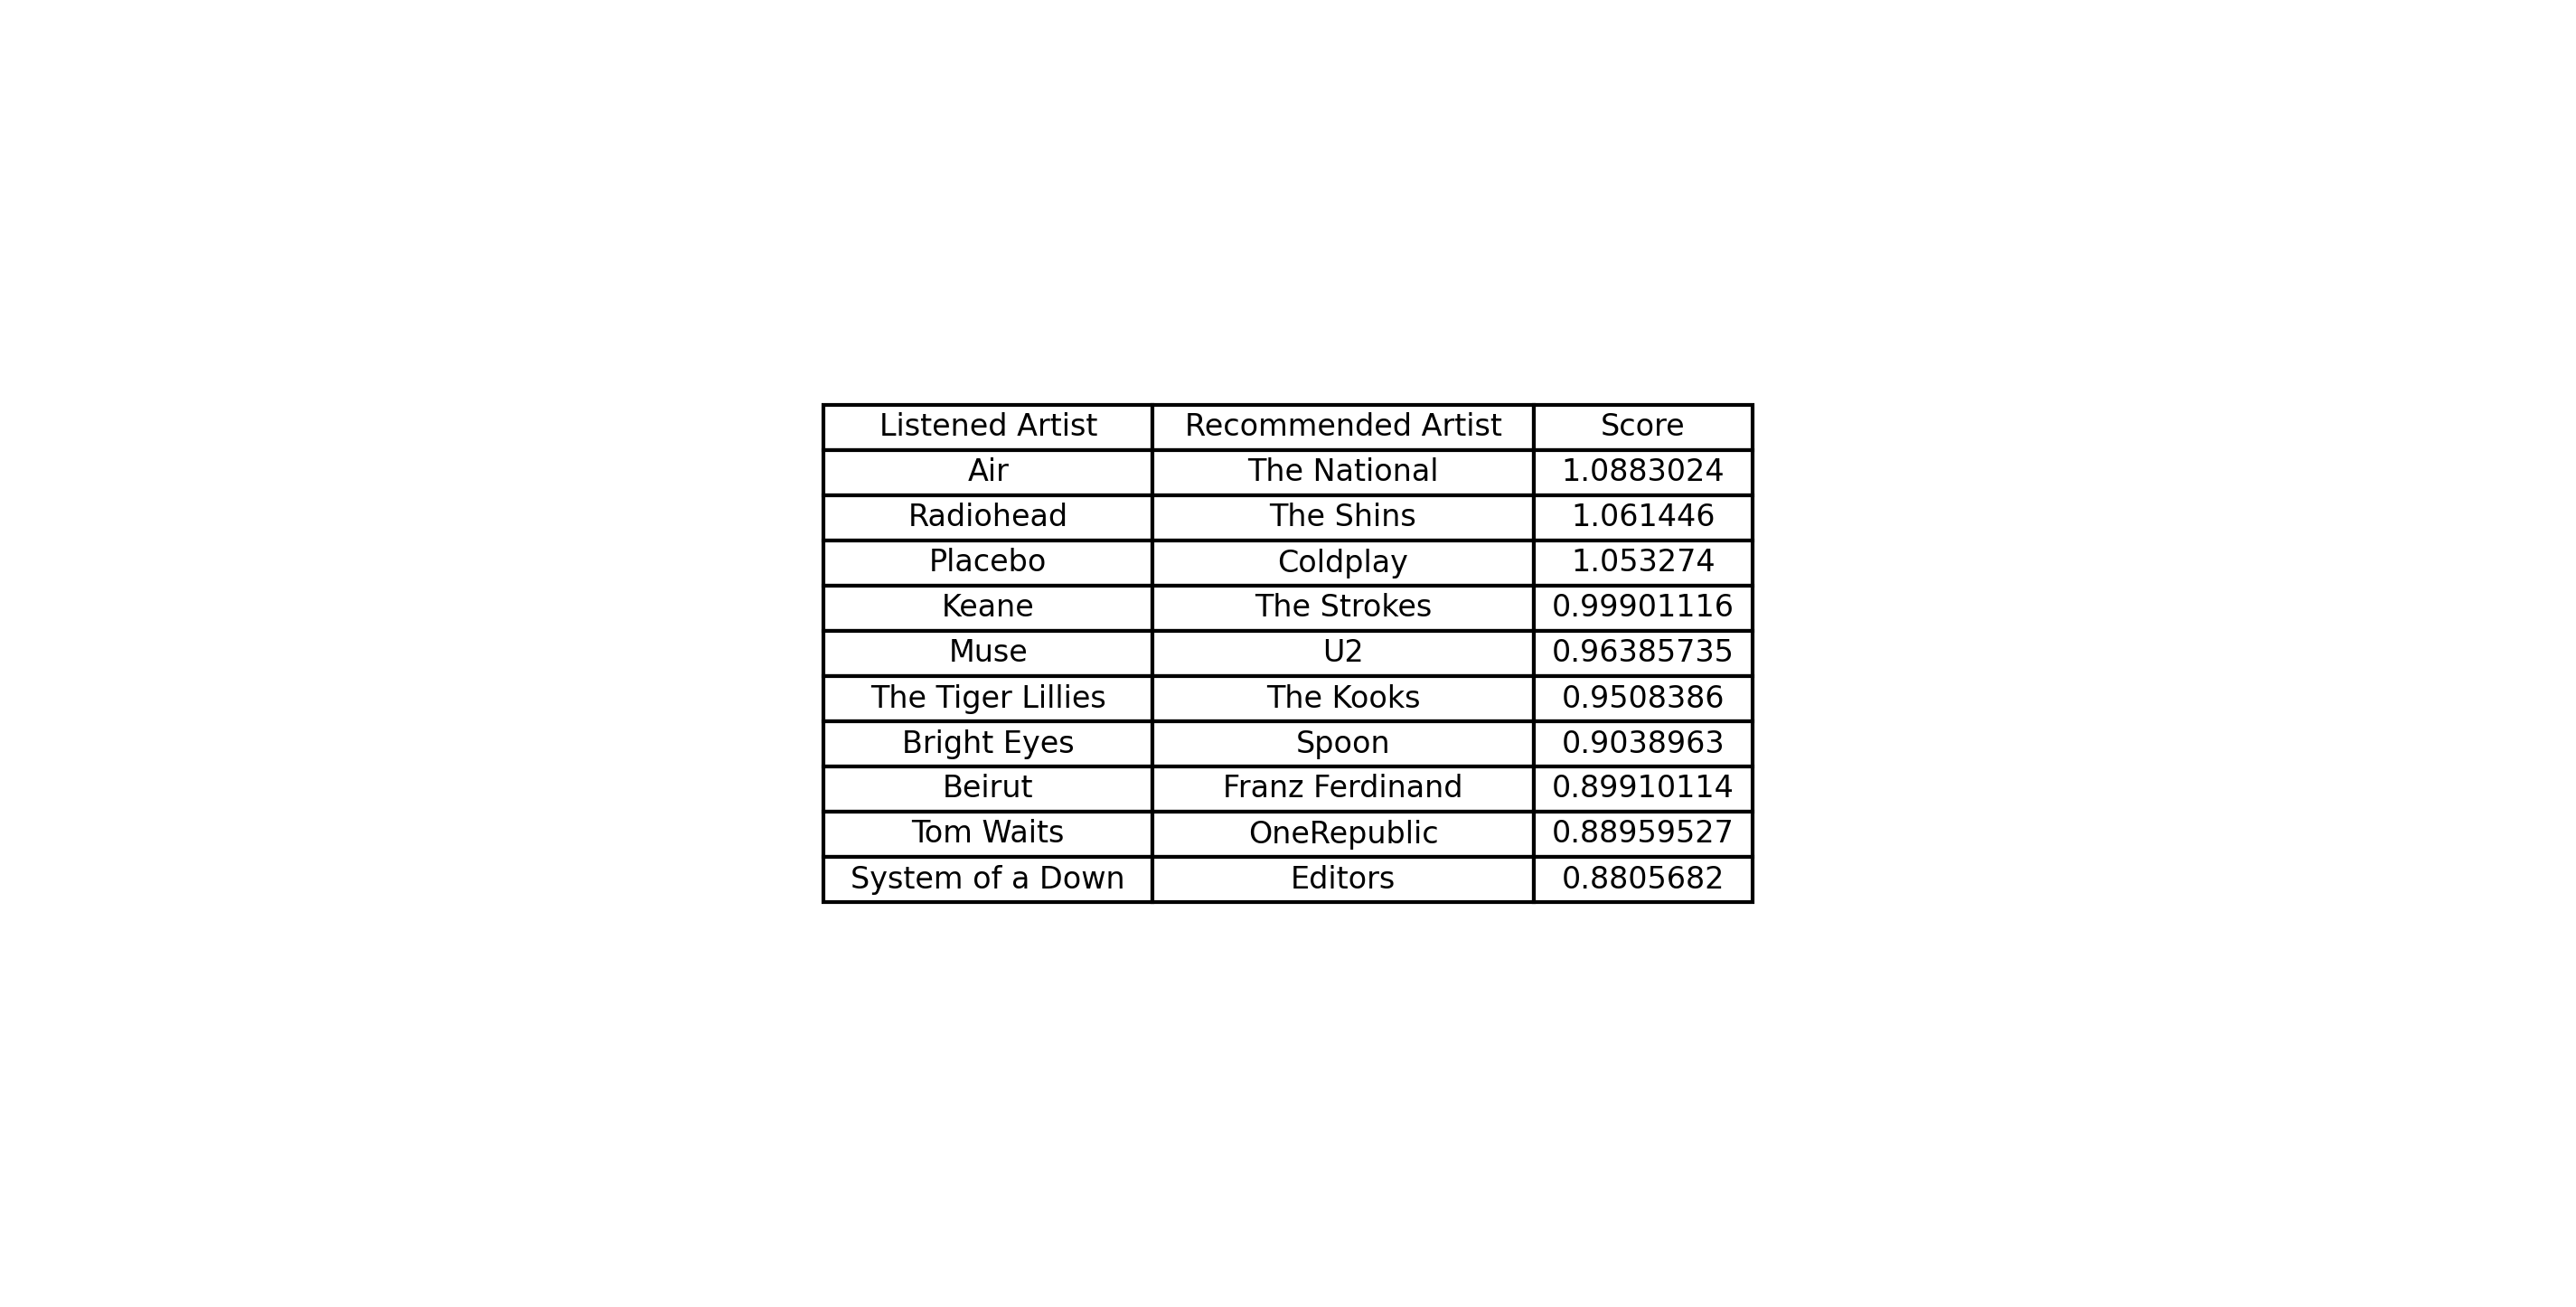 Listened Artist Recommended Artist Score
Air The National 1.0883024
Radiohead The Shins 1.061446
Placebo Coldplay 1.053274
Keane The Strokes 0.99901116
Muse U2 0.96385735
The Tiger Lillies The Kooks 0.9508386
Bright Eyes Spoon 0.9038963
Beirut Franz Ferdinand 0.89910114
Tom Waits OneRepublic 0.88959527
System of a Down Editors 0.8805682